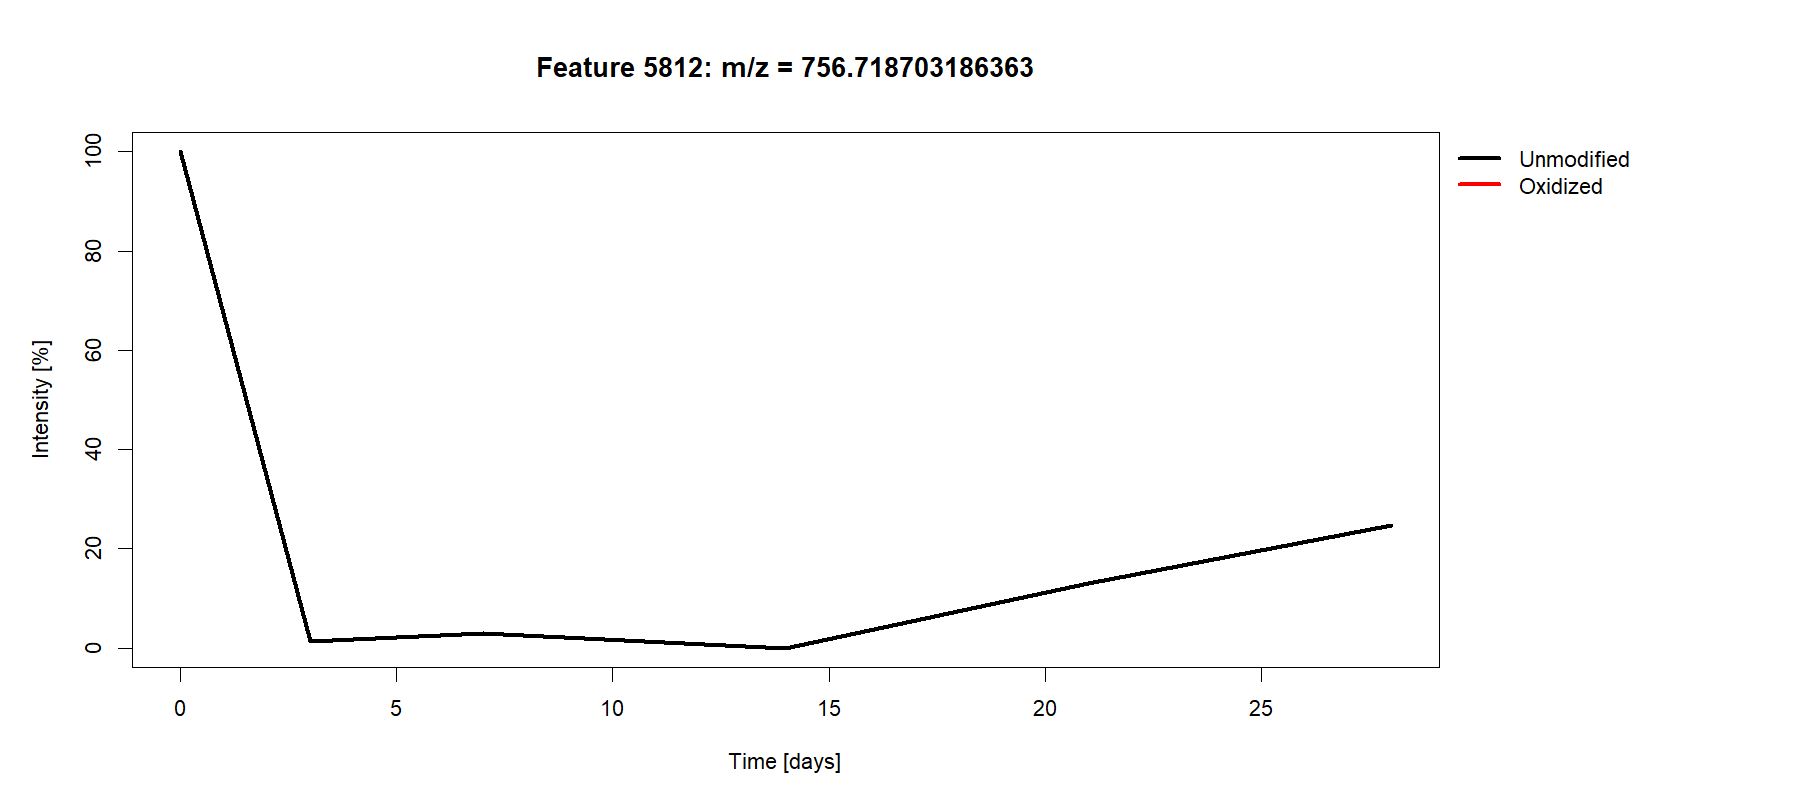 Feature 5812: m/z = 756.718703186363
Unmodified
Oxidized
Intensity [%]
100
80
60
40
20
0
0 5 10 15 20 25
Time [days]